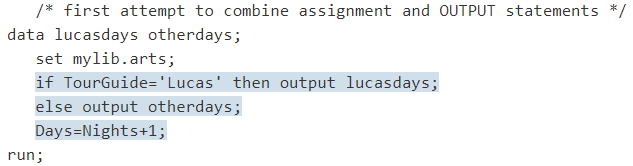 /* first attempt to combine assignment and OUTPUT statements */
data lucasdays otherdays;
set mylib.arts;
if TourGuide='Lucas' then output lucasdays;
else output otherdays;
Days=Nights+1;
run;